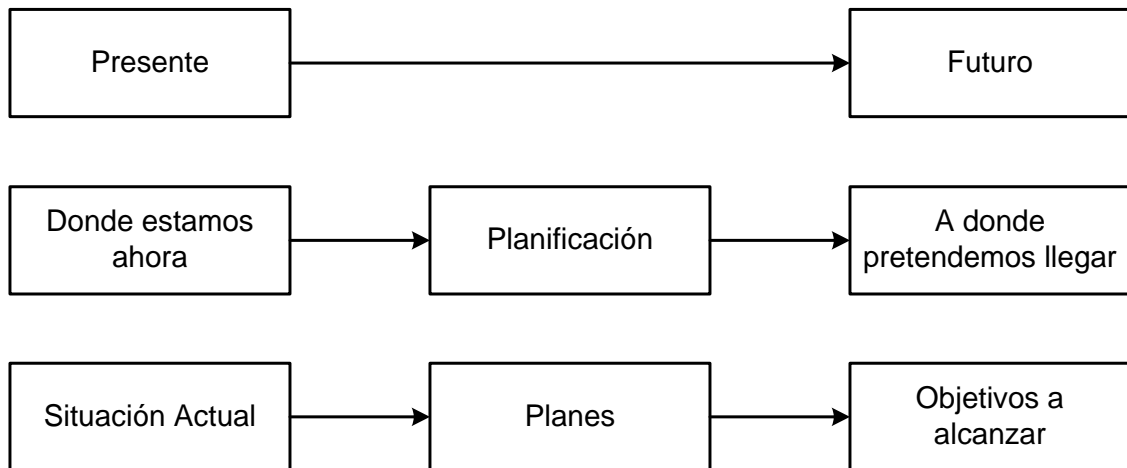 Presente
Futuro
Donde estamos
ahora
Planificación
A donde
pretendemos llegar
Situación Actual
Planes
Objetivos a
alcanzar